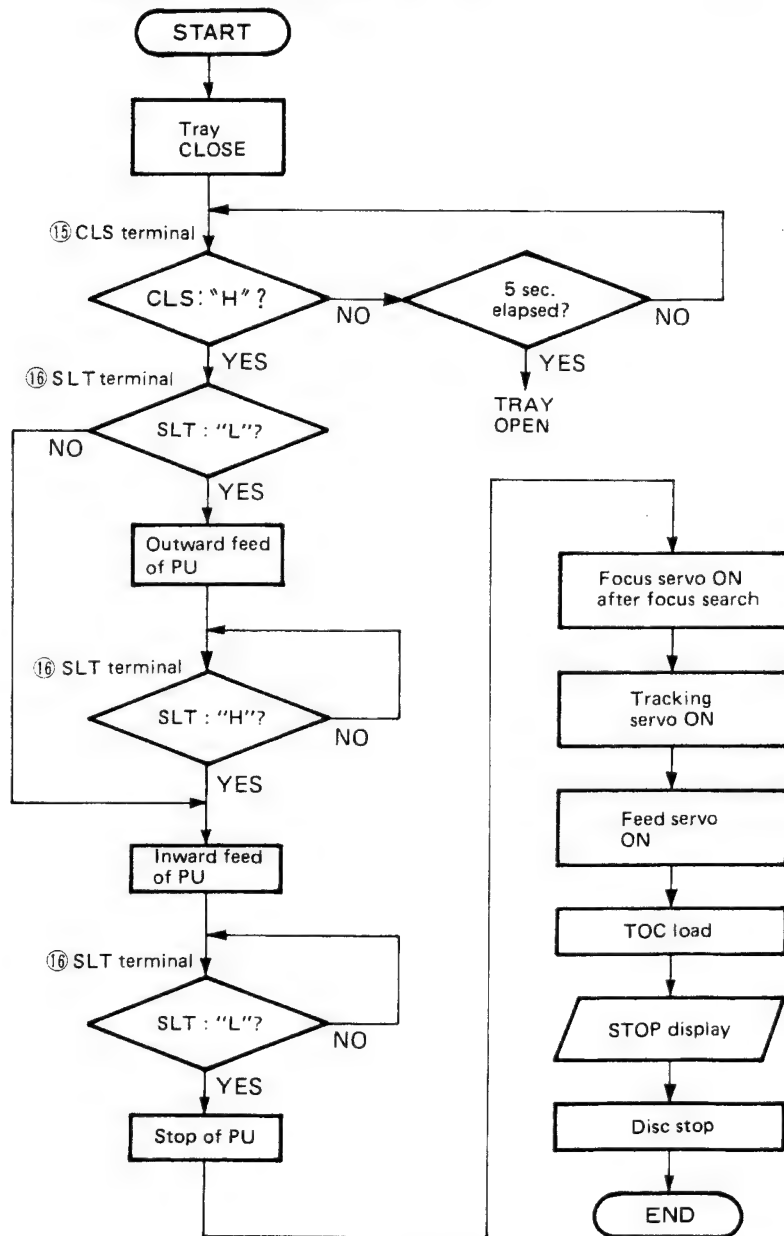 START
Tray
CLOSE
⑮ CLS terminal
CLS: "H" ?
NO
5 sec.
elapsed?
NO
YES
YES
TRAY
OPEN
⑯ SLT terminal
SLT : "L"?
NO
YES
Outward feed
of PU
⑯ SLT terminal
SLT : "H"?
NO
YES
Inward feed
of PU
⑯ SLT terminal
SLT : "L"?
NO
YES
Stop of PU
Focus servo ON
after focus search
Tracking
servo ON
Feed servo
ON
TOC load
STOP display
Disc stop
END